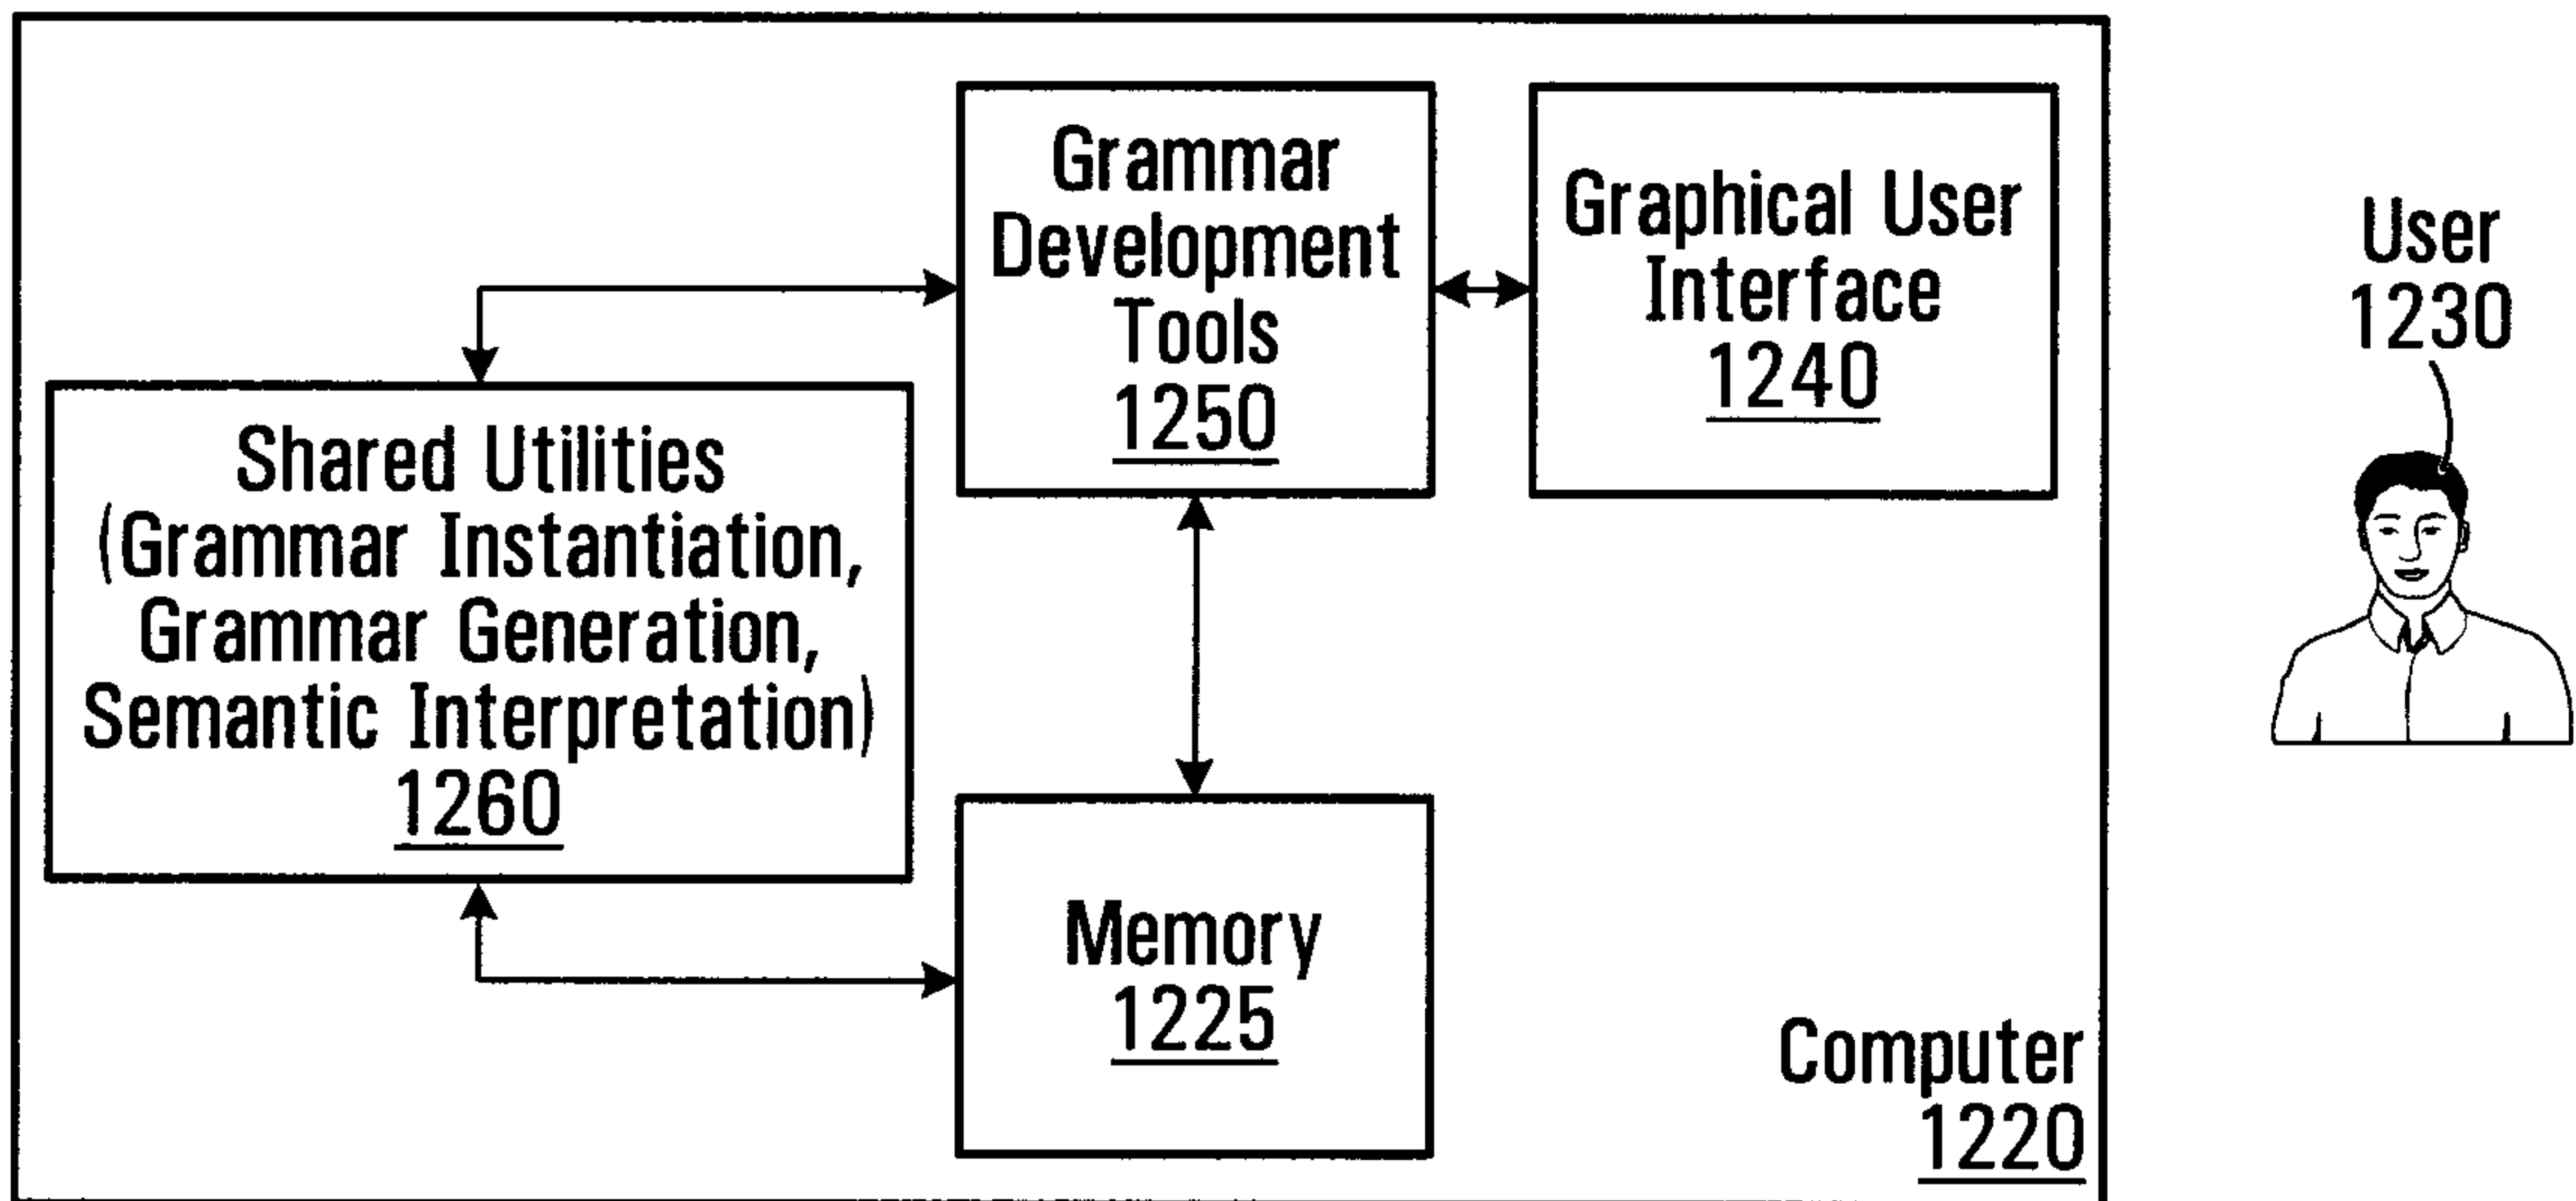 Grammar
Development
Tools
1250
Graphical User
Interface
1240
User
1230
Shared Utilities
(Grammar Instantiation,
Grammar Generation,
Semantic Interpretation)
1260
Memory
1225
Computer
1220